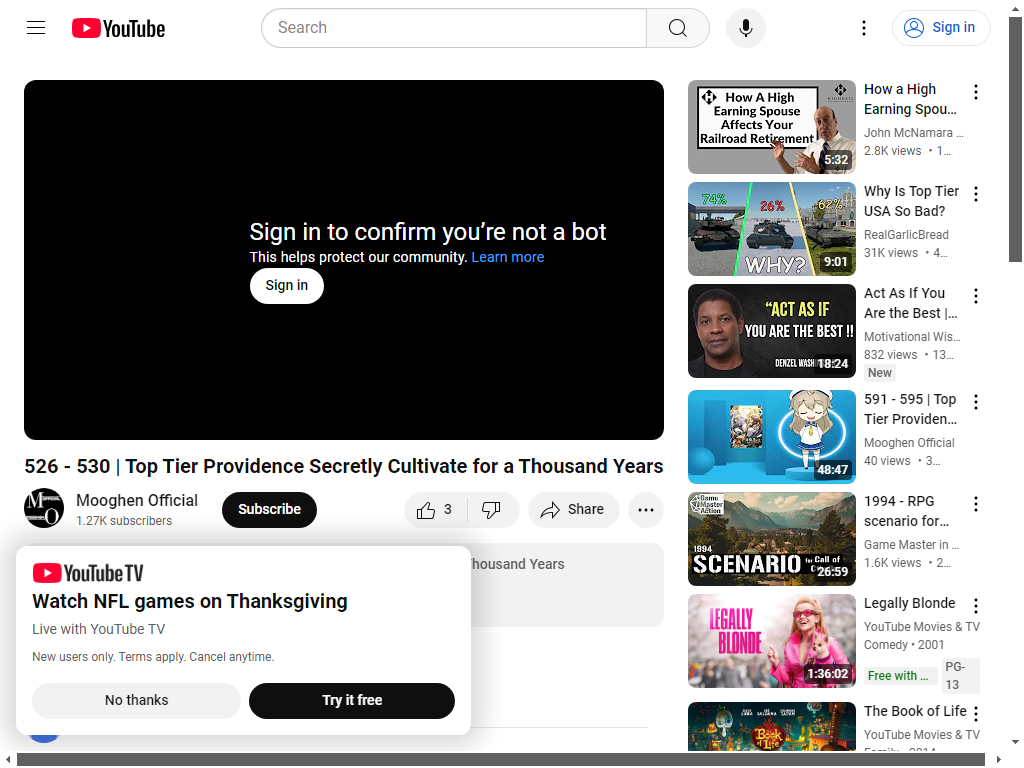 YouTube
Search
Sign in
Sign in to confirm you’re not a bot
This helps protect our community. Learn more
Sign in
526 - 530 | Top Tier Providence Secretly Cultivate for a Thousand Years
Mooghen Official
1.27K subscribers
Subscribe
3
Share
Thousand Years
YouTube TV
Watch NFL games on Thanksgiving
Live with YouTube TV
New users only. Terms apply. Cancel anytime.
No thanks
Try it free
How A High
Earning Spouse
Affects Your
Railroad Retirement
5:32
How a High
Earning Spou...
John McNamara ...
2.8K views • 1...
74%
26%
62%
WHY?
9:01
Why Is Top Tier
USA So Bad?
RealGarlicBread
31K views • 4...
“ACT AS IF
YOU ARE THE BEST !!
DENZEL WASH
18:24
Act As If You
Are the Best |...
Motivational Wis...
832 views • 13...
New
48:47
591 - 595 | Top
Tier Providen...
Mooghen Official
40 views • 3...
Game
Master
Action
1994
SCENARIO for Call of
26:59
1994 - RPG
scenario for...
Game Master in ...
1.6K views • 2...
LEGALLY
BLONDE
1:36:02
Legally Blonde
YouTube Movies & TV
Comedy • 2001
Free with ...
PG-
13
Book
of Life
The Book of Life
YouTube Movies & TV
Family • 2014